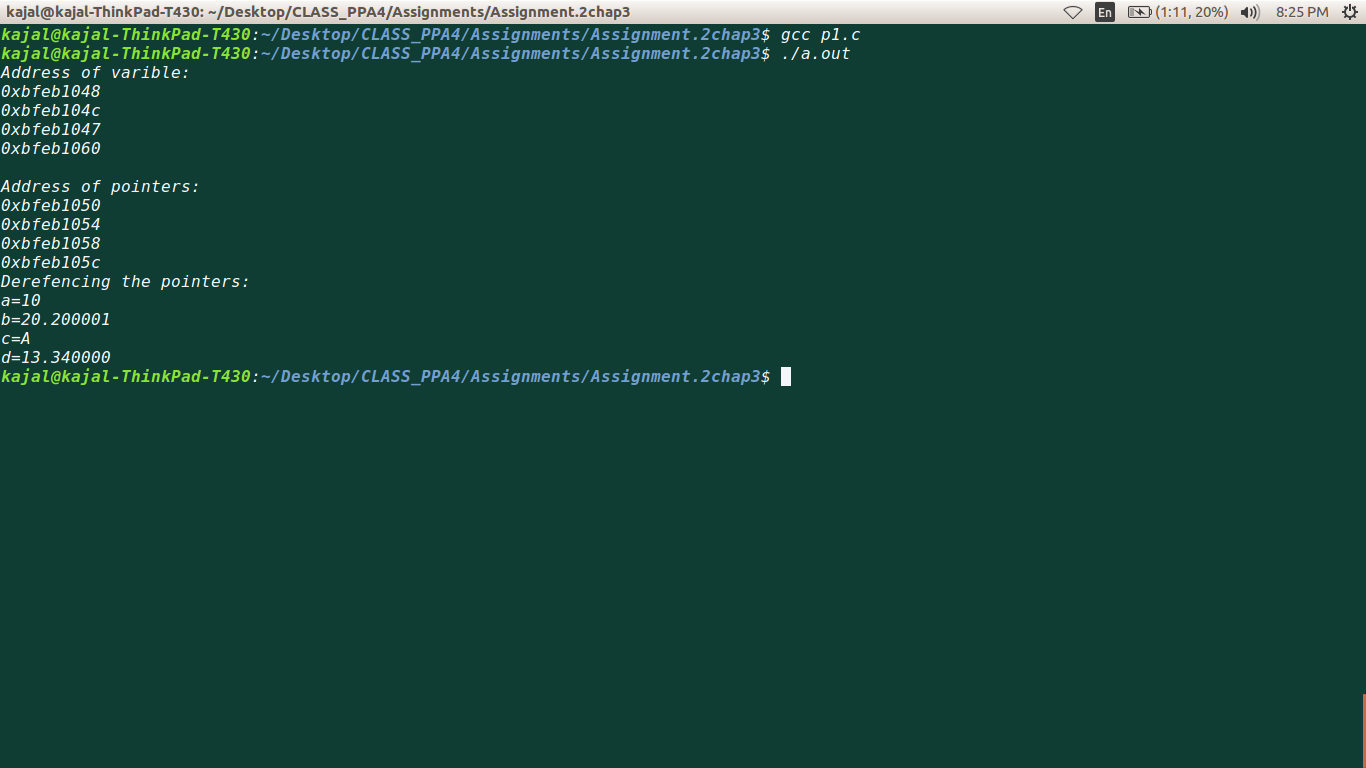 kajal@kajal-ThinkPad-T430: ~/Desktop/CLASS_PPA4/Assignments/Assignment.2chap3 En (1:11, 20%) 8:25 PM
kajal@kajal-ThinkPad-T430:~/Desktop/CLASS_PPA4/Assignments/Assignment.2chap3$ gcc p1.c
kajal@kajal-ThinkPad-T430:~/Desktop/CLASS_PPA4/Assignments/Assignment.2chap3$ ./a.out
Address of varible:
0xbfeb1048
0xbfeb104c
0xbfeb1047
0xbfeb1060
Address of pointers:
0xbfeb1050
0xbfeb1054
0xbfeb1058
0xbfeb105c
Derefencing the pointers:
a=10
b=20.200001
c=A
d=13.340000
kajal@kajal-ThinkPad-T430:~/Desktop/CLASS_PPA4/Assignments/Assignment.2chap3$